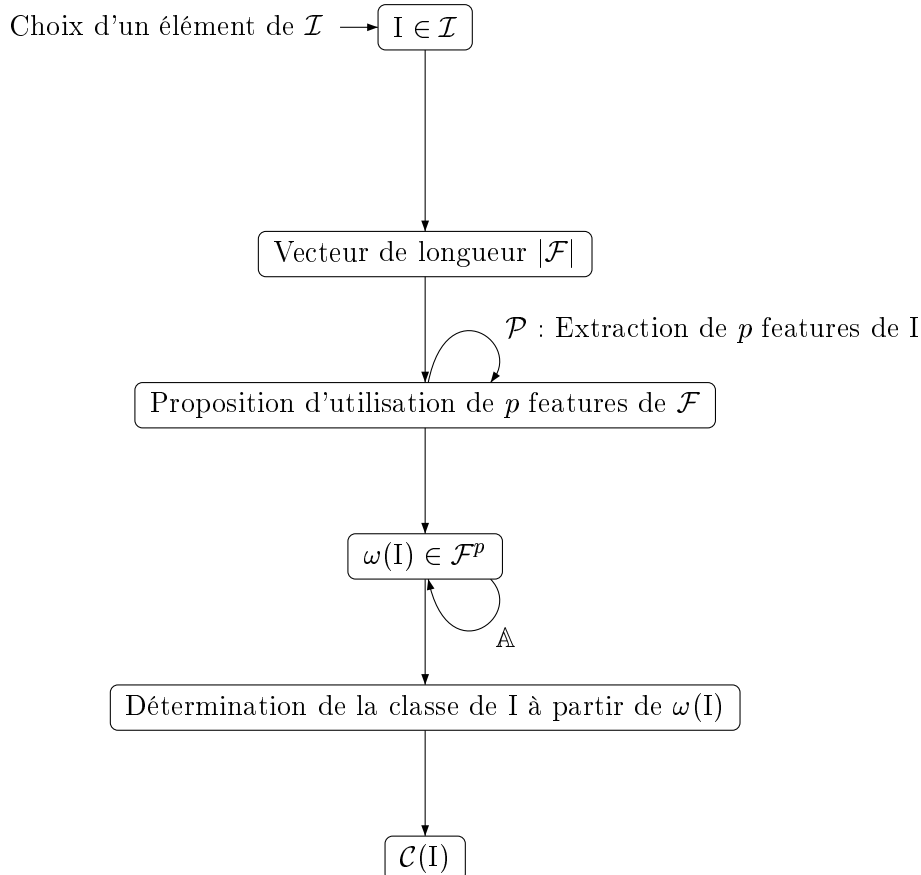 Choix d'un élément de ℐ
I ∈ ℐ
Vecteur de longueur |ℱ|
𝒫 : Extraction de p features de I
Proposition d'utilisation de p features de ℱ
ω(I) ∈ ℱᵖ
𝔸
Détermination de la classe de I à partir de ω(I)
𝒞(I)